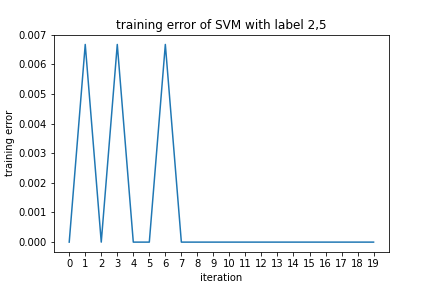 training error of SVM with label 2,5
training error
0.007
0.006
0.005
0.004
0.003
0.002
0.001
0.000
0 1 2 3 4 5 6 7 8 9 10 11 12 13 14 15 16 17 18 19
iteration